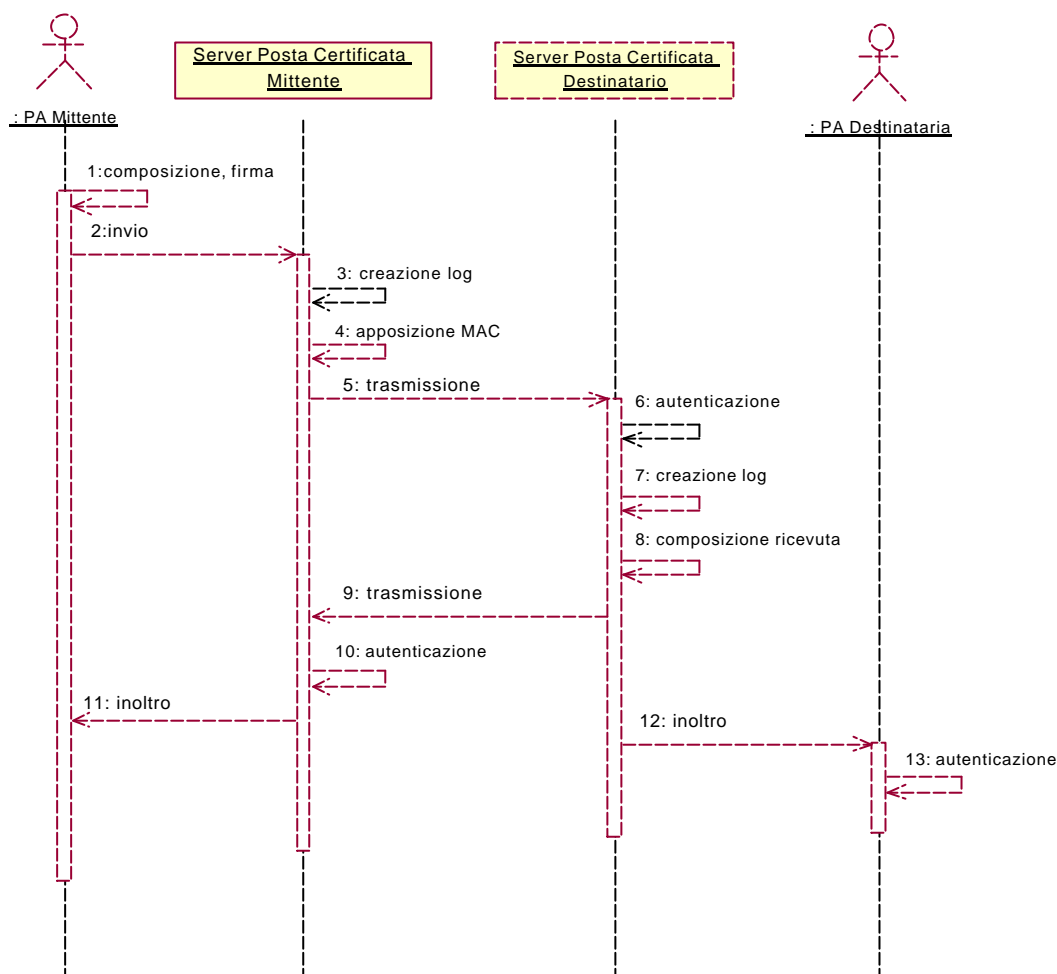 Server Posta Certificata
Mittente
Server Posta Certificata
Destinatario
: PA Mittente
: PA Destinataria
1:composizione, firma
2:invio
3: creazione log
4: apposizione MAC
5: trasmissione
6: autenticazione
7: creazione log
8: composizione ricevuta
9: trasmissione
10: autenticazione
11: inoltro
12: inoltro
13: autenticazione